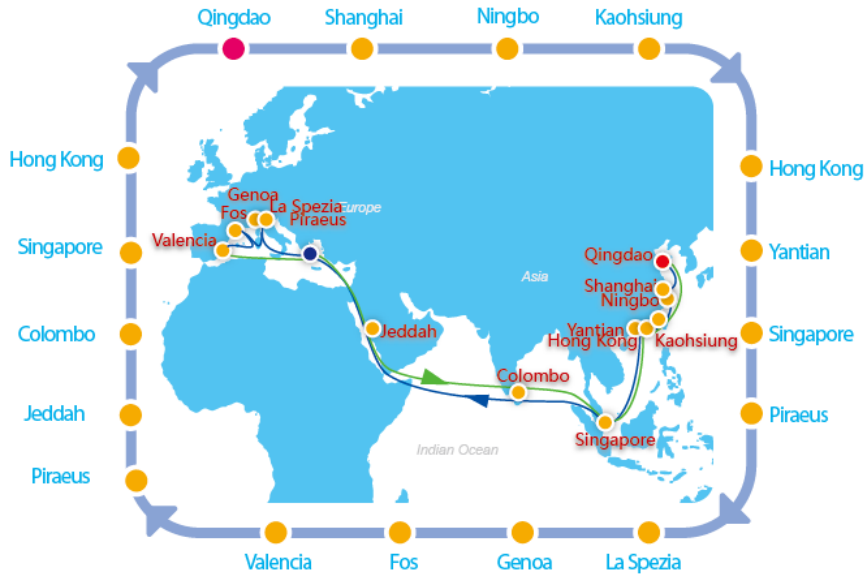 Qingdao
Shanghai
Ningbo
Kaohsiung
Hong Kong
Yantian
Singapore
Piraeus
La Spezia
Genoa
Fos
Valencia
Piraeus
Jeddah
Colombo
Singapore
Hong Kong
Genoa
La Spezia
Fos
Piraeus
Europe
Valencia
Qingdao
Asia
Shanghai
Ningbo
Yantian
Jeddah
Hong Kong
Kaohsiung
Colombo
Singapore
Indian Ocean